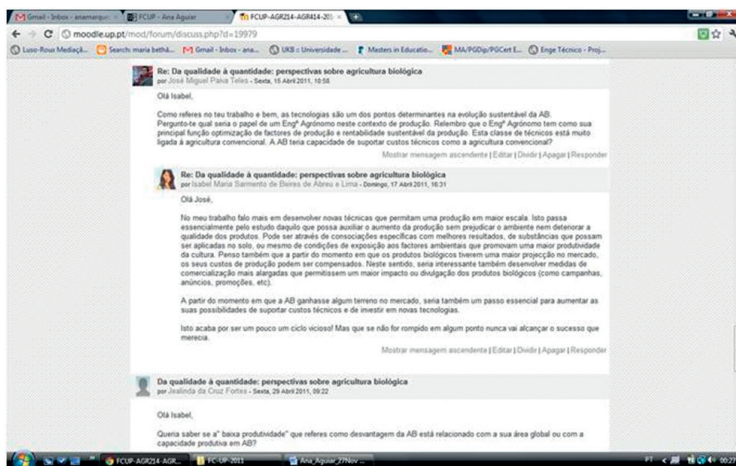 Gmail - Inbox - anamarque
FCUP - Ana Aguiar
FCUP-AGR214-AGR414-201
moodle.up.pt/mod/forum/discuss.php?id=19979
Luso-Roux Mediaçã... Search: maria bethâ... Gmail - Inbox - ana... UKB :: Universidade ... Masters in Educatio... MA/PGDip/PGCert E... Enge Técnico - Proj...
Re: Da qualidade à quantidade: perspectivas sobre agricultura biológica
por José Miguel Paiva Teles - Sexta, 15 Abril 2011, 10:58
Olá Isabel,
Como referes no teu trabalho e bem, as tecnologias são um dos pontos determinantes na evolução sustentável da AB.
Pergunto-te qual seria o papel de um Engº Agrónomo neste contexto de produção. Relembro que o Engº Agrónomo tem como sua
principal função optimização de factores de produção e rentabilidade sustentável da produção. Esta classe de técnicos está muito
ligada à agricultura convencional. A AB teria capacidade de suportar custos técnicos como a agricultura convencional?
Mostrar mensagem ascendente | Editar | Dividir | Apagar | Responder
Re: Da qualidade à quantidade: perspectivas sobre agricultura biológica
por Isabel Maria Sarmento de Beires de Abreu e Lima - Domingo, 17 Abril 2011, 16:31
Olá José,
No meu trabalho falo mais em desenvolver novas técnicas que permitam uma produção em maior escala. Isto passa
essencialmente pelo estudo daquilo que possa auxiliar o aumento da produção sem prejudicar o ambiente nem deteriorar a
qualidade dos produtos. Pode ser através de consociações específicas com melhores resultados, de substâncias que possam
ser aplicadas no solo, ou mesmo de condições de exposição aos factores ambientais que promovam uma maior produtividade
da cultura. Penso também que a partir do momento em que os produtos biológicos tiverem uma maior projecção no mercado,
os seus custos de produção podem ser compensados. Neste sentido, seria interessante também desenvolver medidas de
comercialização mais alargadas que permitissem um maior impacto ou divulgação dos produtos biológicos (como campanhas,
anúncios, promoções, etc).
A partir do momento em que a AB ganhasse algum terreno no mercado, seria também um passo essencial para aumentar as
suas possibilidades de suportar custos técnicos e de investir em novas tecnologias.
Isto acaba por ser um pouco um ciclo vicioso! Mas que se não for rompido em algum ponto nunca vai alcançar o sucesso que
merecia.
Mostrar mensagem ascendente | Editar | Dividir | Apagar | Responder
Da qualidade à quantidade: perspectivas sobre agricultura biológica
por Jealinda da Cruz Fortes - Sexta, 29 Abril 2011, 09:22
Olá Isabel,
Queria saber se a" baixa produtividade" que referes como desvantagem da AB está relacionado com a sua área global ou com a
capacidade produtiva em AB?
FCUP-AGR214-AGR... FC-UP-2011 Ana_Aguiar_27Nov ... PT 00:27